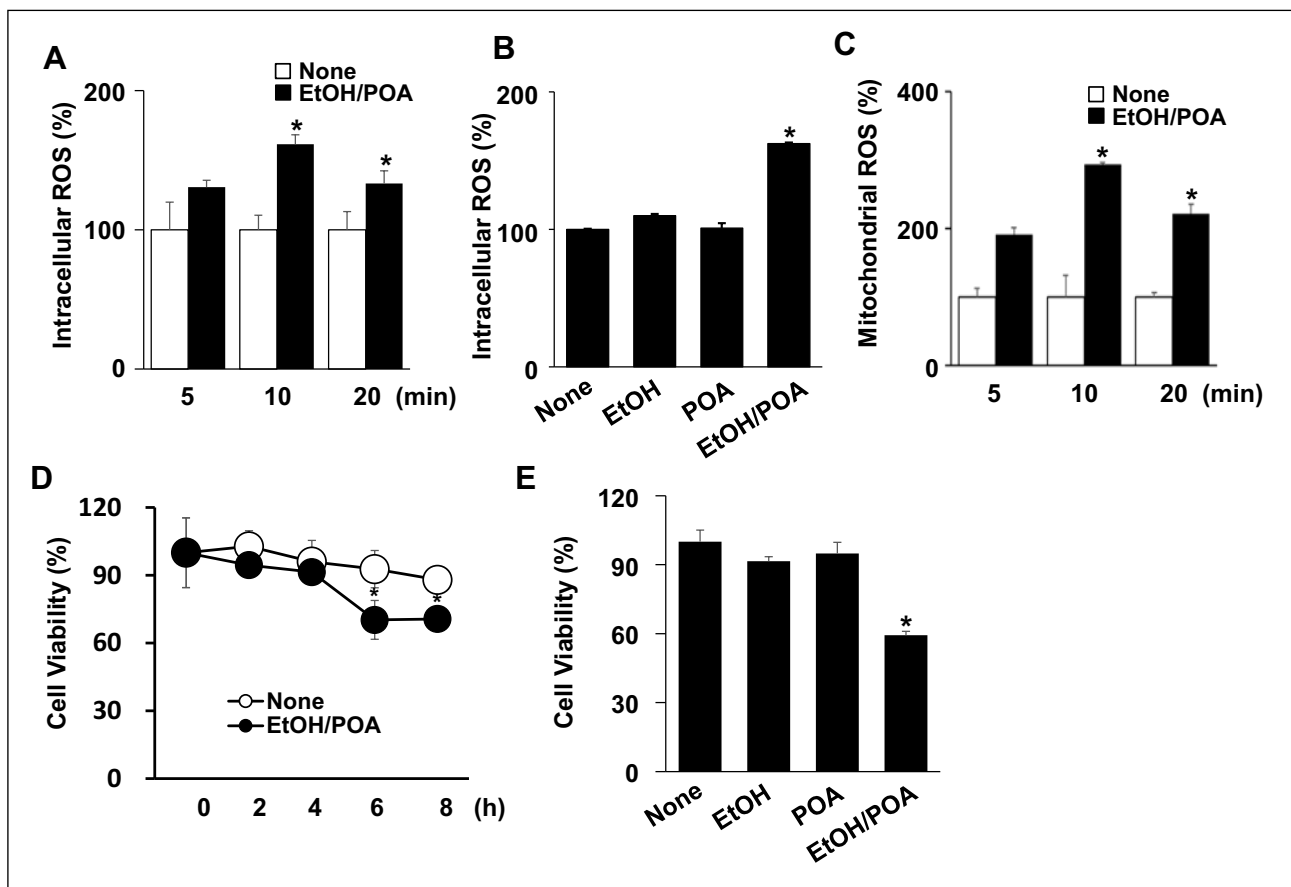 A
None
EtOH/POA
Intracellular ROS (%)
200
100
0
*
*
5 10 20 (min)
B
Intracellular ROS (%)
200
100
0
*
None EtOH POA EtOH/POA
C
None
EtOH/POA
Mitochondrial ROS (%)
400
200
0
*
*
5 10 20 (min)
D
Cell Viability (%)
120
90
60
30
0
*
*
None
EtOH/POA
0 2 4 6 8 (h)
E
Cell Viability (%)
120
90
60
30
0
*
None EtOH POA EtOH/POA